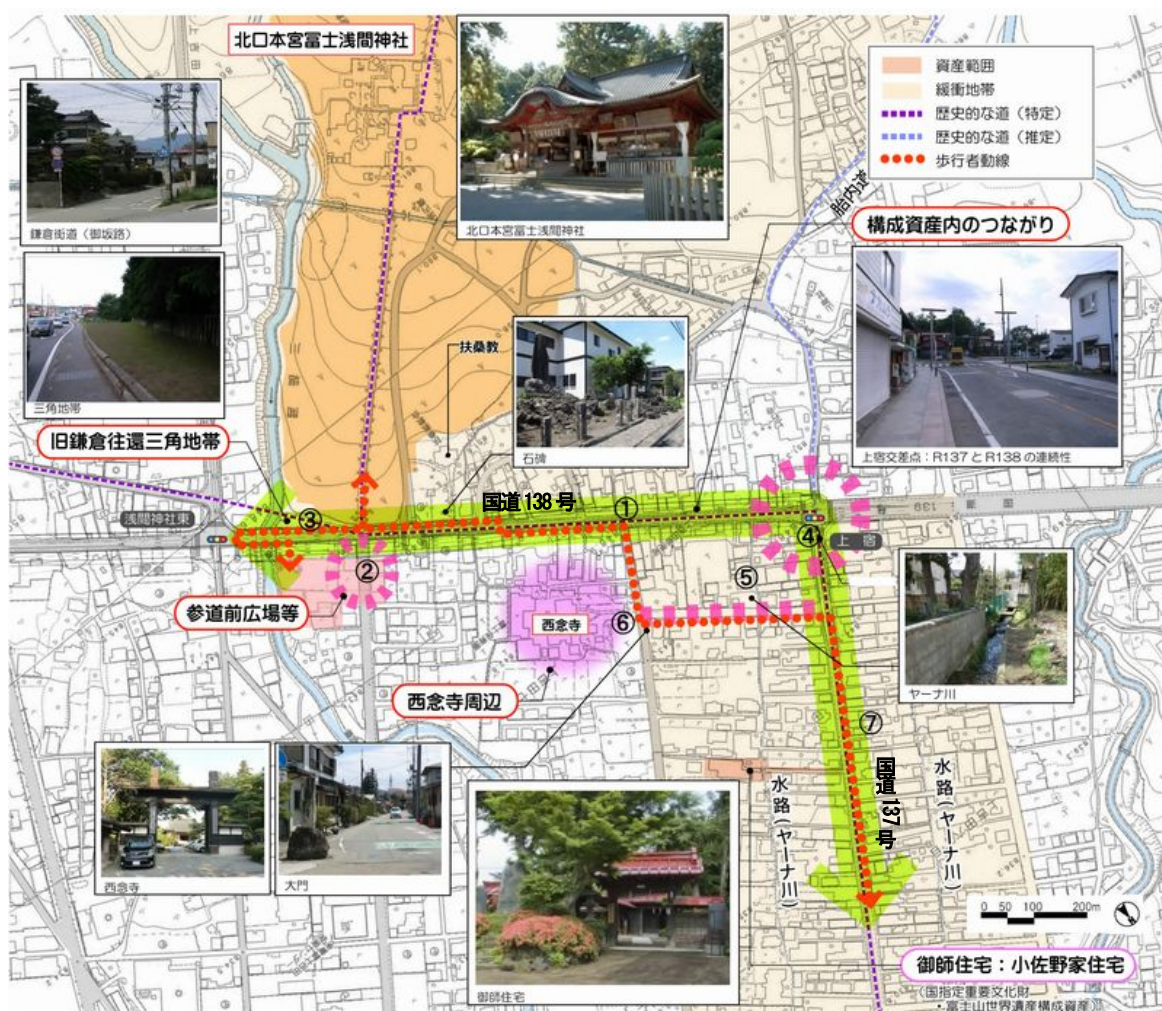 北口本宮冨士浅間神社
資産範囲
緩衝地帯
歴史的な道（特定）
歴史的な道（推定）
歩行者動線
鎌倉街道（御坂路）
北口本宮冨士浅間神社
胎内道
構成資産内のつながり
三角地帯
扶桑教
石碑
上宿交差点：R137とR138の連続性
旧鎌倉往還三角地帯
国道138号
浅間神社東
③
①
④
上宿
②
⑤
参道前広場等
西念寺
⑥
ヤーナ川
西念寺周辺
⑦
国道137号
水路（ヤーナ川）
水路（ヤーナ川）
西念寺
大門
御師住宅
0 50 100 200m
御師住宅：小佐野家住宅
（国指定重要文化財
・富士山世界遺産構成資産）